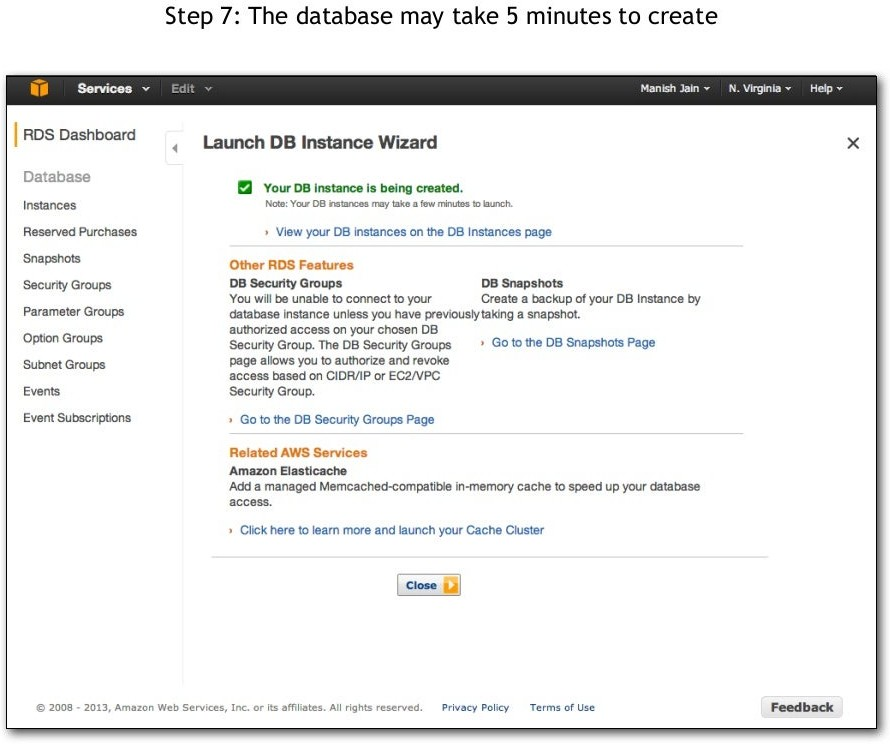 Step 7: The database may take 5 minutes to create
Services Edit Manish Jain N. Virginia Help
RDS Dashboard
Database
Instances
Reserved Purchases
Snapshots
Security Groups
Parameter Groups
Option Groups
Subnet Groups
Events
Event Subscriptions
Launch DB Instance Wizard
Your DB instance is being created.
Note: Your DB instances may take a few minutes to launch.
View your DB instances on the DB Instances page
Other RDS Features
DB Security Groups
You will be unable to connect to your
database instance unless you have previously
authorized access on your chosen DB
Security Group. The DB Security Groups
page allows you to authorize and revoke
access based on CIDR/IP or EC2/VPC
Security Group.
Go to the DB Security Groups Page
DB Snapshots
Create a backup of your DB Instance by
taking a snapshot.
Go to the DB Snapshots Page
Related AWS Services
Amazon Elasticache
Add a managed Memcached-compatible in-memory cache to speed up your database
access.
Click here to learn more and launch your Cache Cluster
Close
© 2008 - 2013, Amazon Web Services, Inc. or its affiliates. All rights reserved. Privacy Policy Terms of Use Feedback